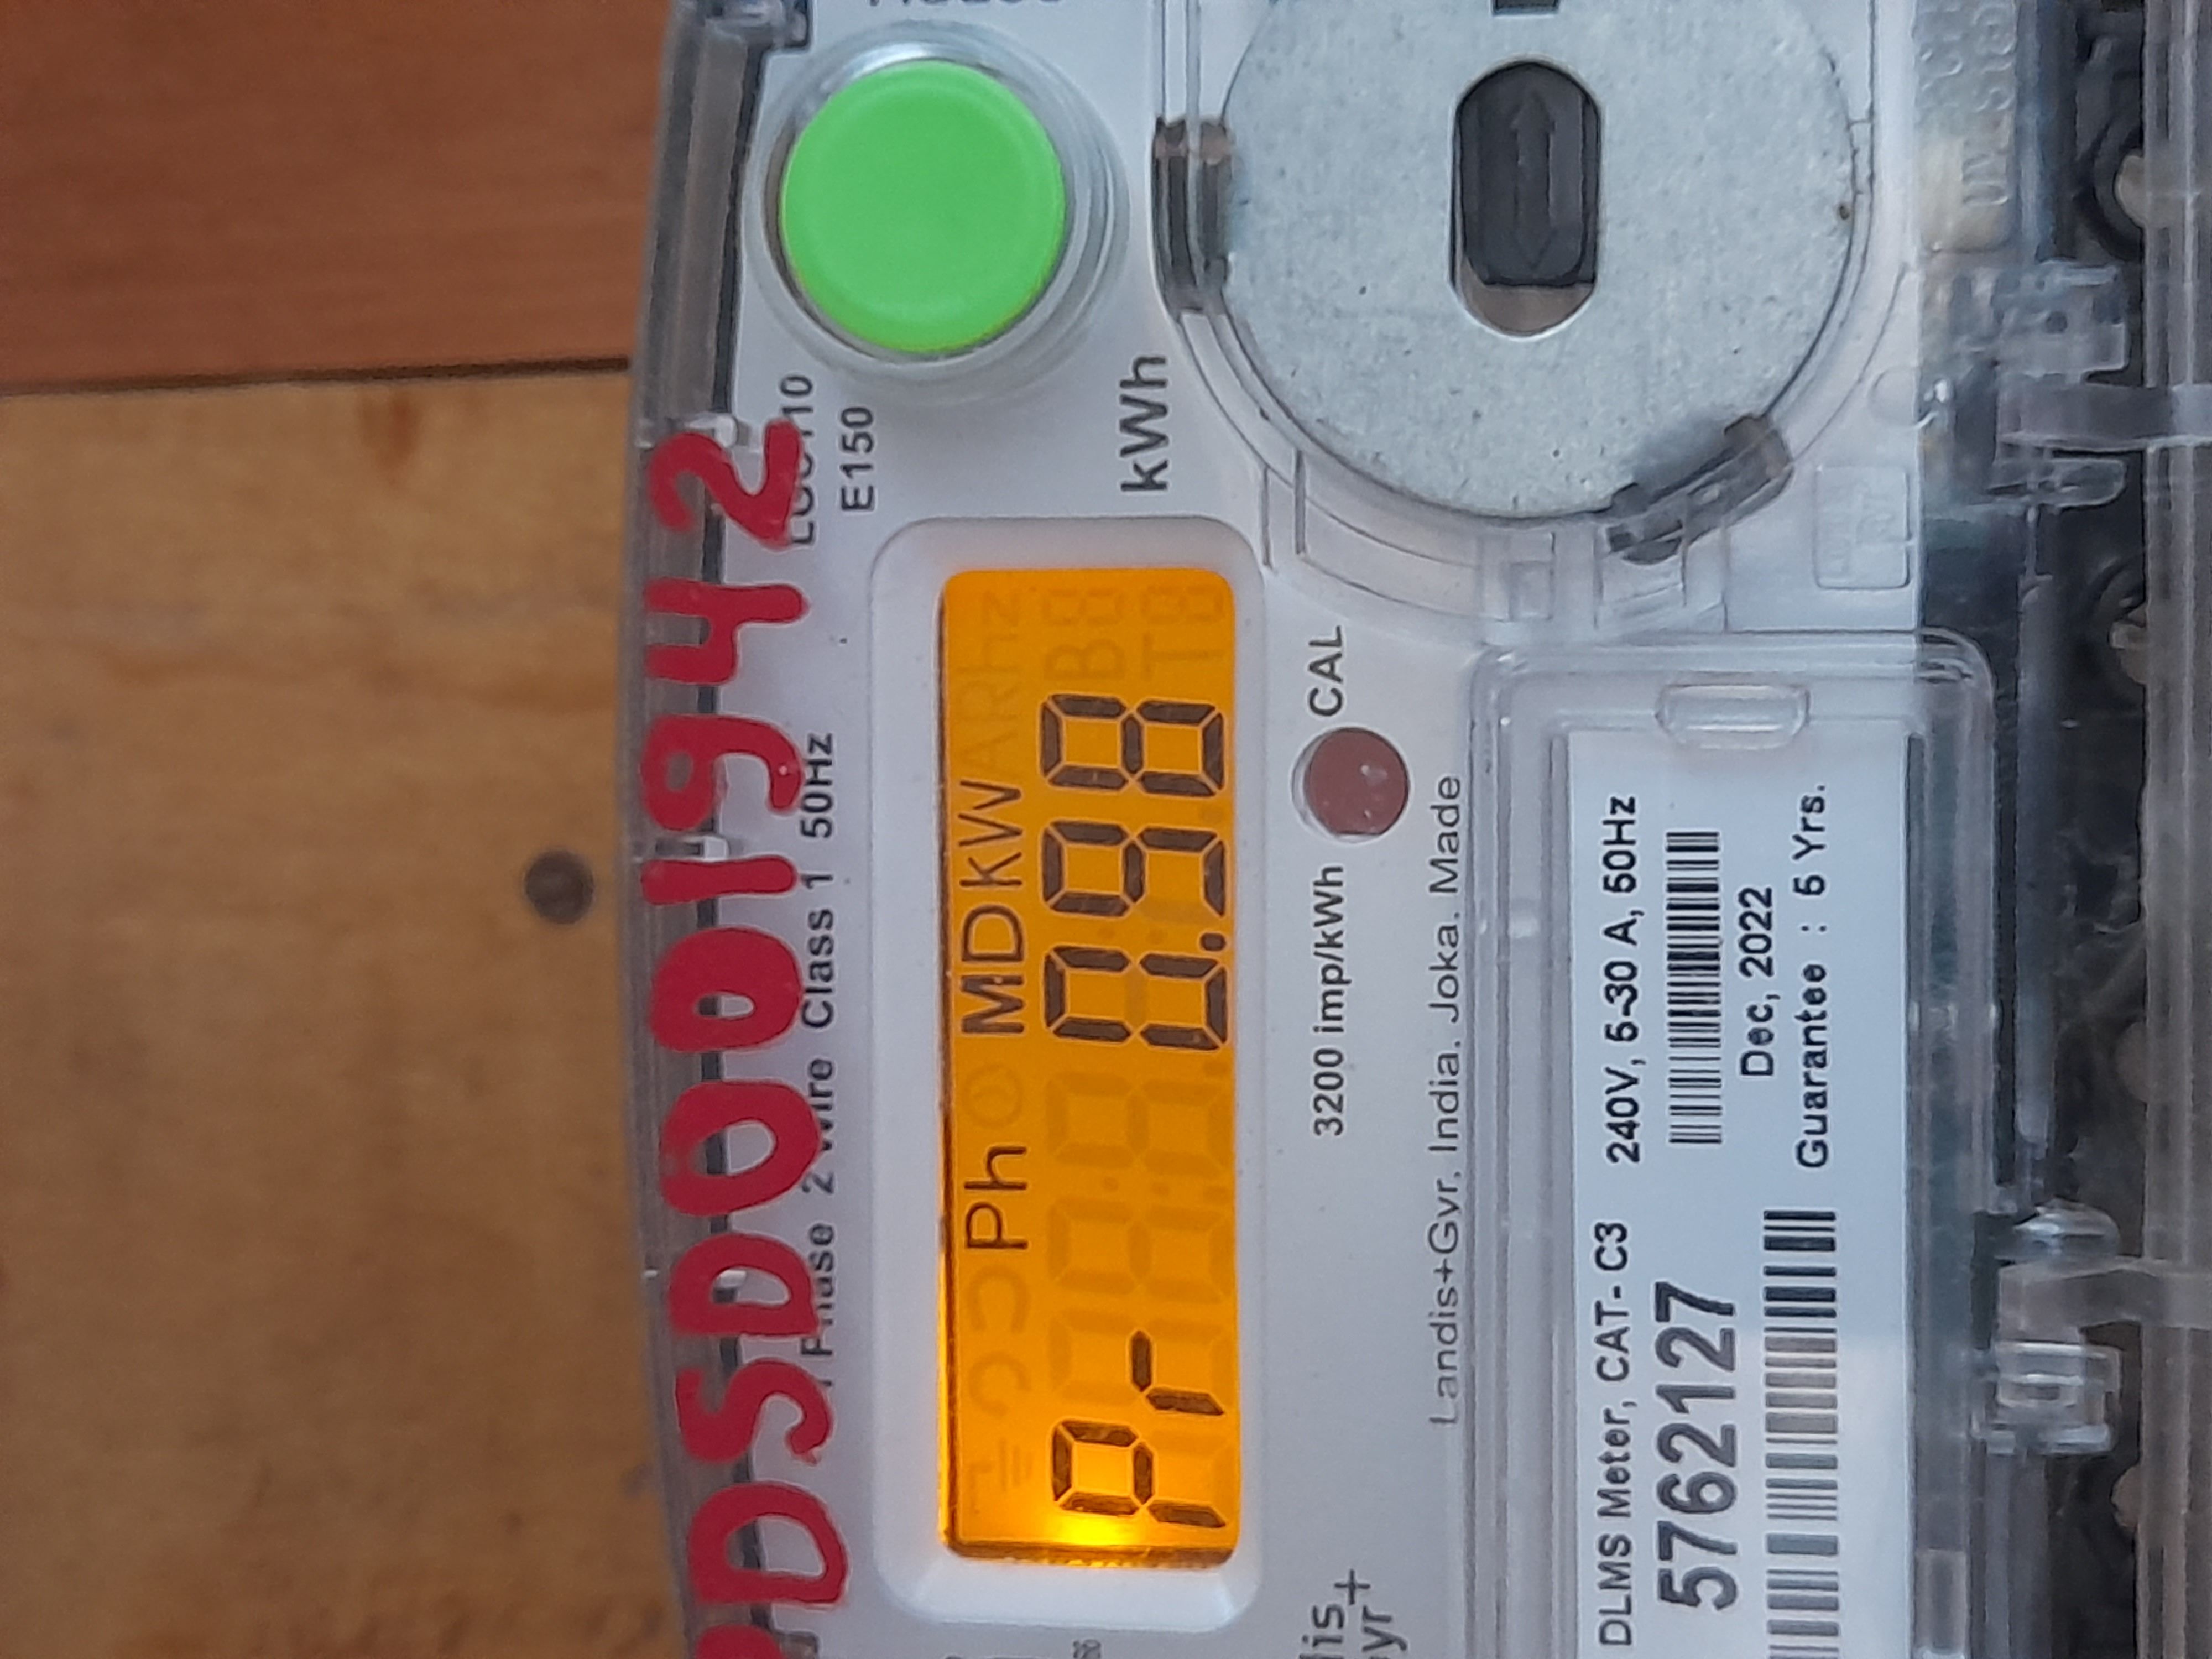 DSD001942
E150
Phase 2 Wire Class 1 50Hz
kWh
Ph MD kW
Pr 0.98
3200 imp/kWh CAL
Landis+Gyr, India. Joka. Made
DLMS Meter, CAT- C3 240V, 5-30 A, 50Hz
5762127
Dec, 2022
Guarantee : 5 Yrs.